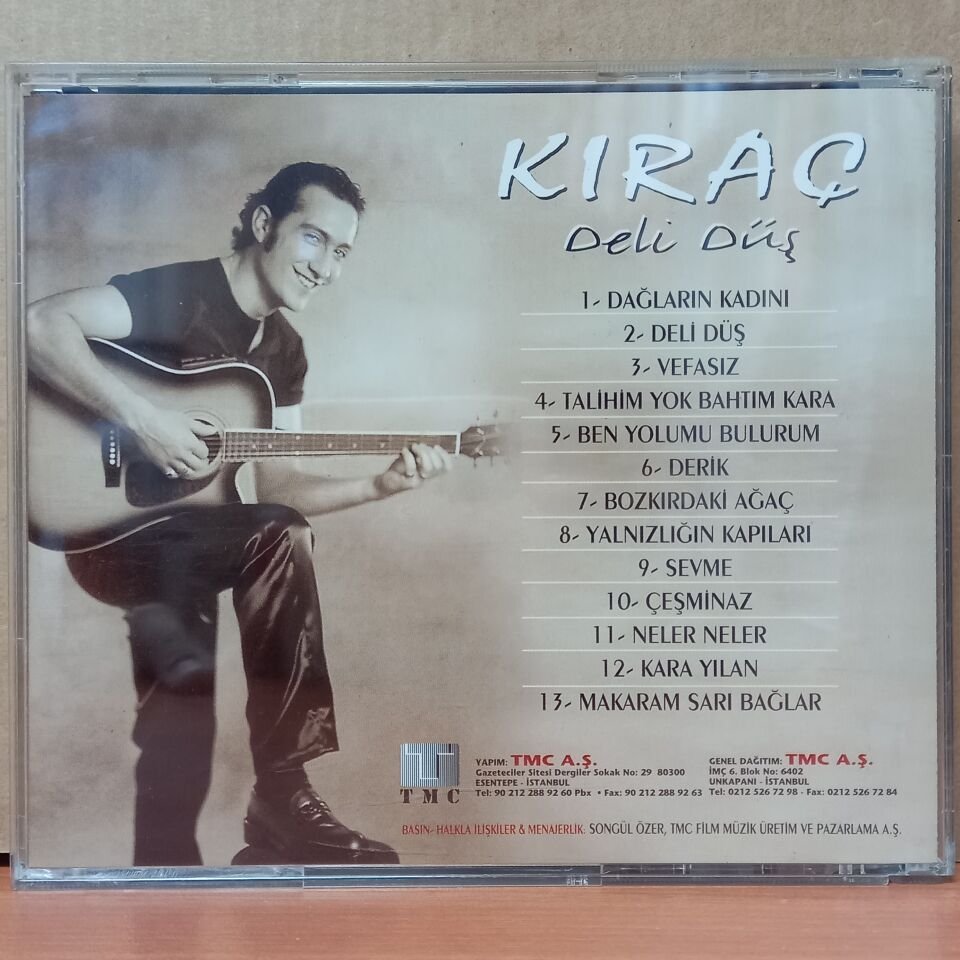 KIRAÇ
Deli Düş
1- DAĞLARIN KADINI
2- DELİ DÜŞ
3- VEFASIZ
4- TALİHİM YOK BAHTIM KARA
5- BEN YOLUMU BULURUM
6- DERİK
7- BOZKIRDAKİ AĞAÇ
8- YALNIZLIĞIN KAPILARI
9- SEVME
10- ÇEŞMİNAZ
11- NELER NELER
12- KARA YILAN
13- MAKARAM SARI BAĞLAR
TMC
YAPIM: TMC A.Ş.
Gazeteciler Sitesi Dergiler Sokak No: 29 80300
ESENTEPE - İSTANBUL
Tel: 90 212 288 92 60 Pbx • Fax: 90 212 288 92 63
GENEL DAĞITIM: TMC A.Ş.
İMÇ 6. Blok No: 6402
UNKAPANI - İSTANBUL
Tel: 0212 526 72 98 - Fax: 0212 526 72 84
BASIN- HALKLA İLİŞKİLER & MENAJERLİK: SONGÜL ÖZER, TMC FİLM MÜZİK ÜRETİM VE PAZARLAMA A.Ş.